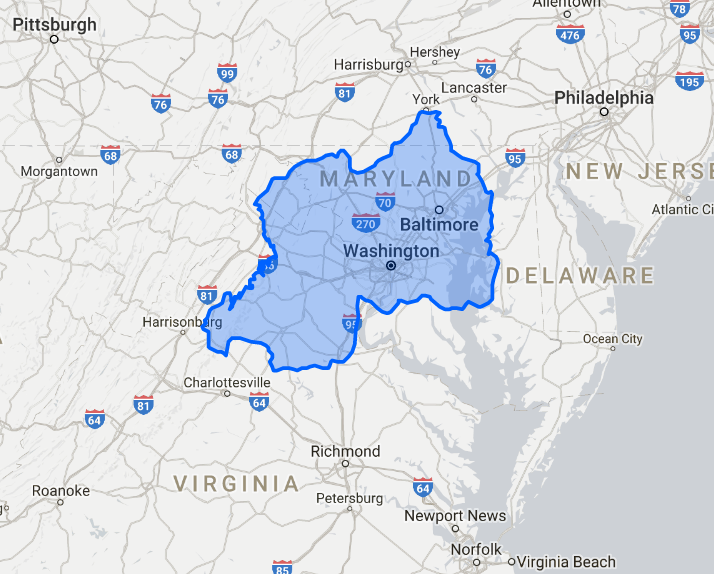 Allentown
Pittsburgh
78
476
95
Hershey
Harrisburg
76
99
195
81
Lancaster
76
76
York
Philadelphia
68
68
95
Morgantown
NEW JERSE
MARYLAND
70
Atlantic Ci
270
Baltimore
Washington
DELAWARE
81
Harrisonburg
95
Ocean City
Charlottesville
64
81
64
Richmond
VIRGINIA
64
Roanoke
Petersburg
Newport News
Norfolk
Virginia Beach
85